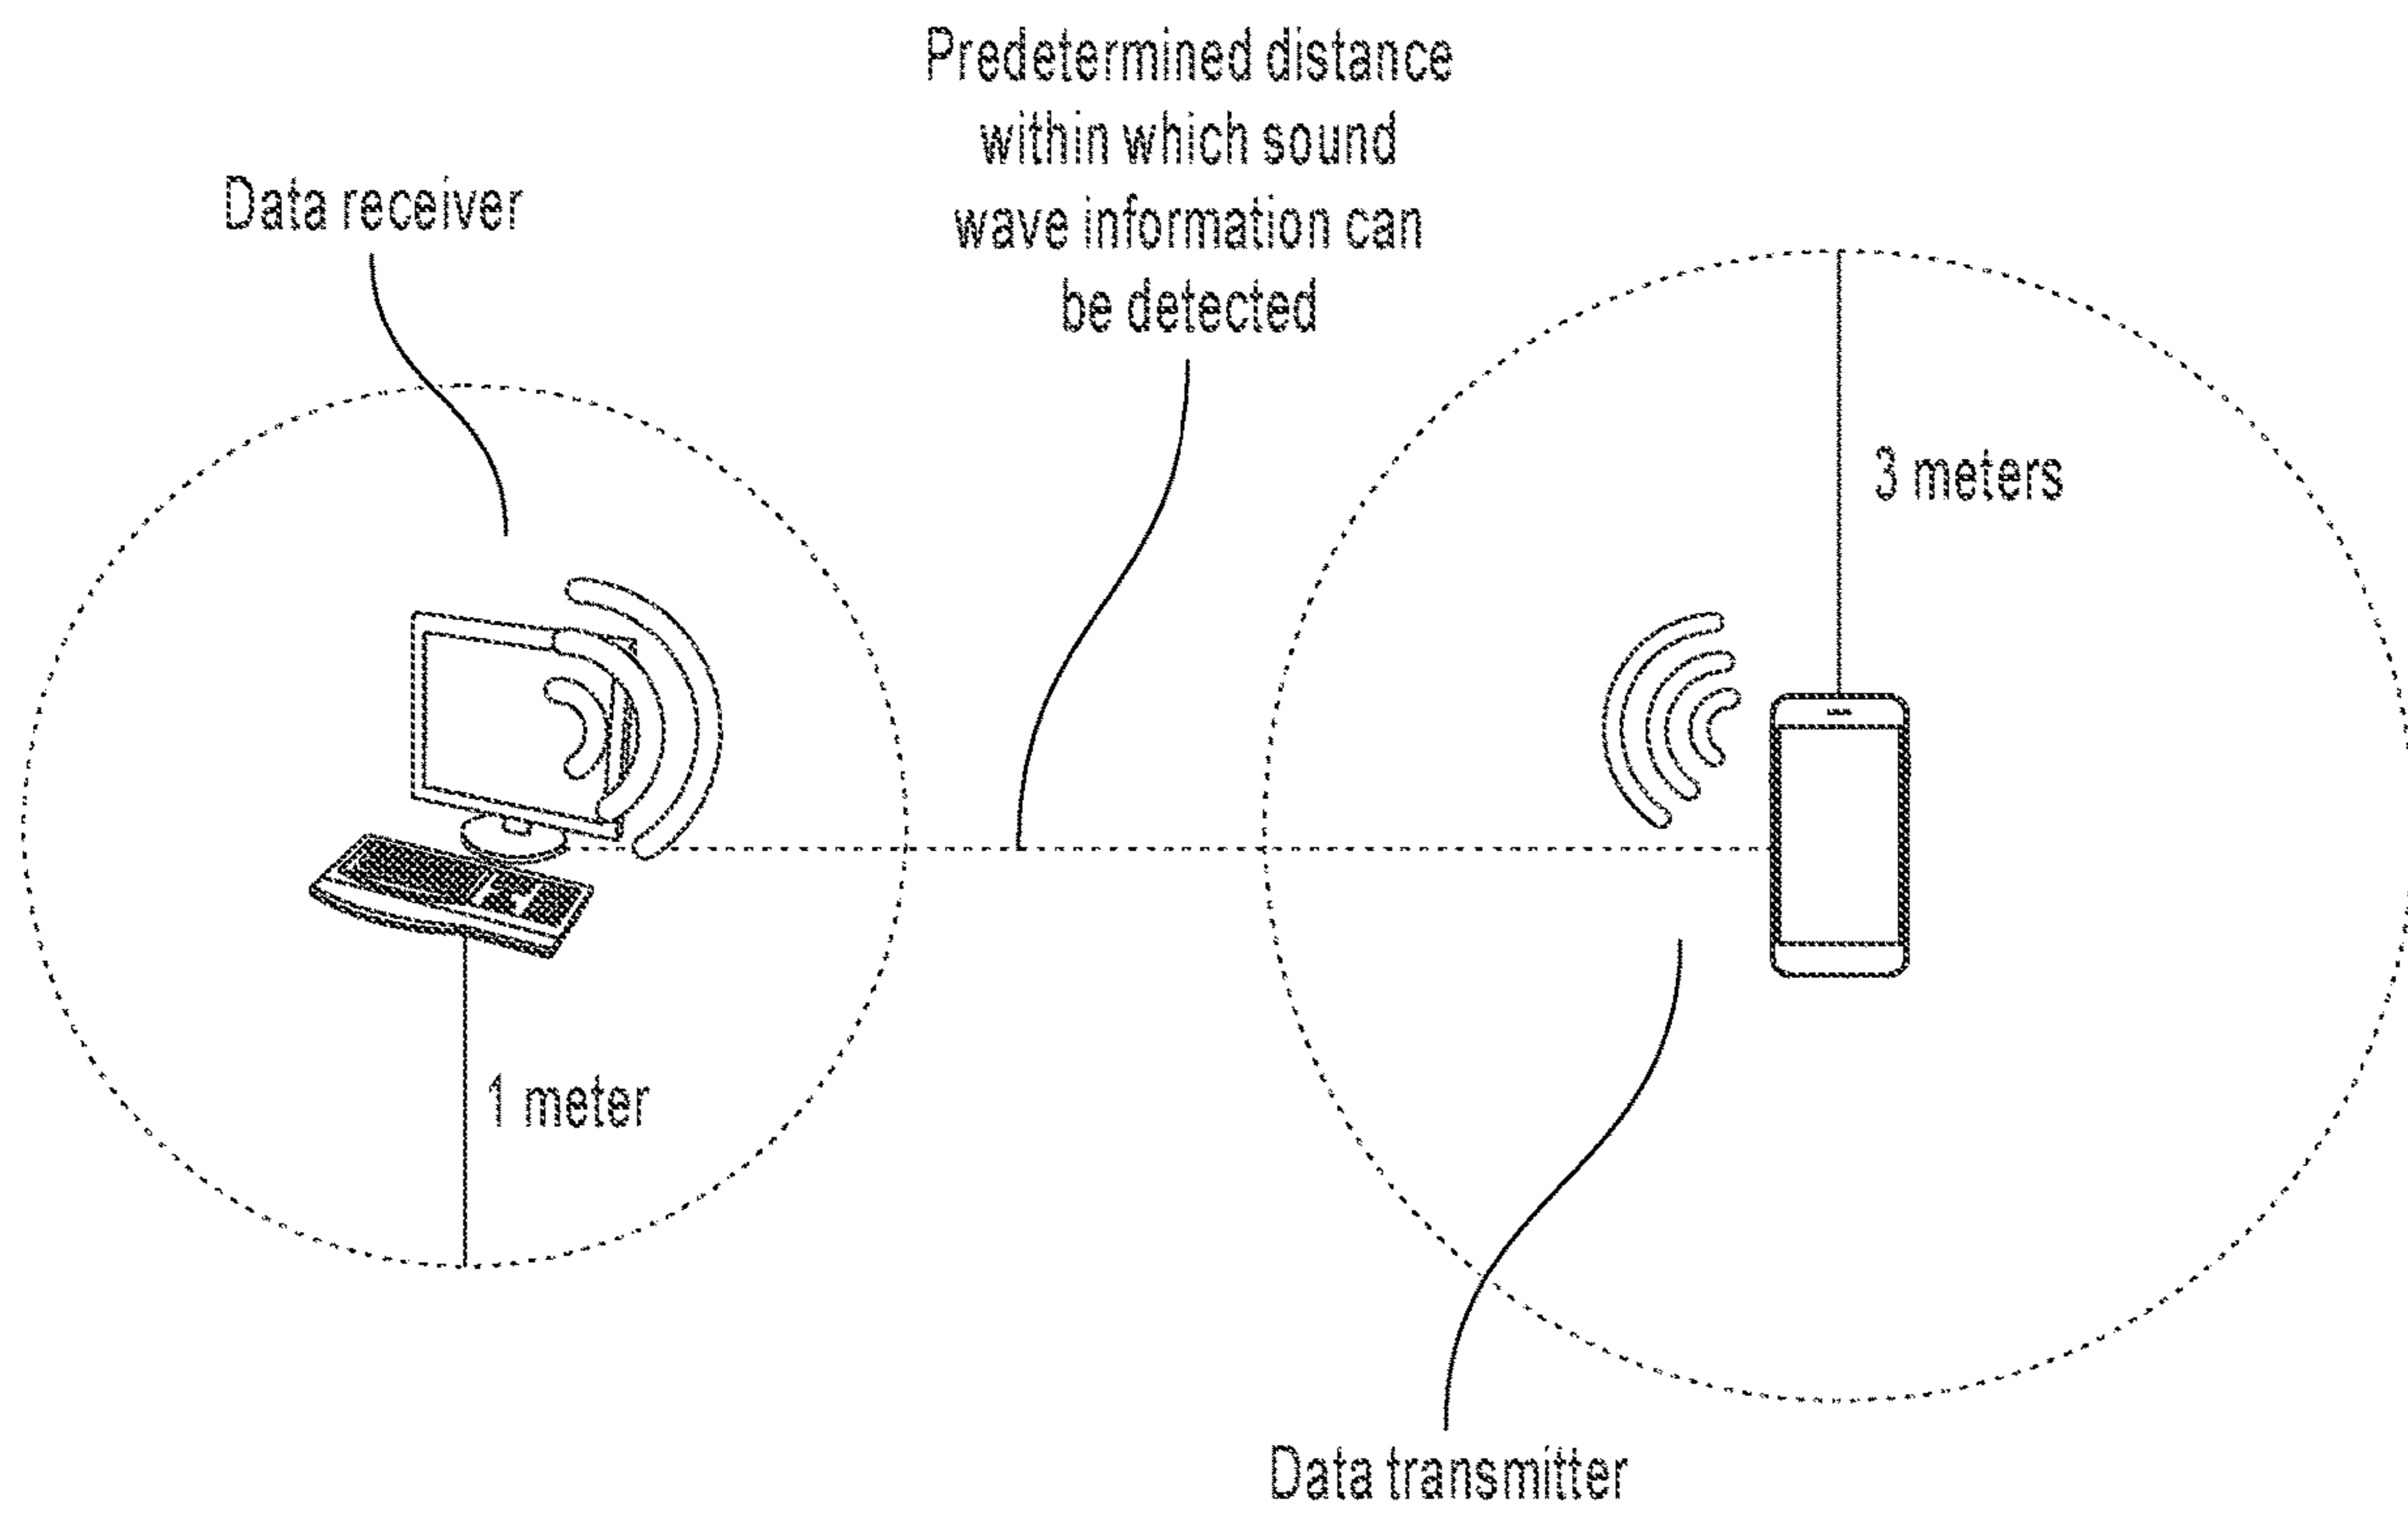 Predetermined distance
within which sound
wave information can
be detected
Data receiver
3 meters
1 meter
Data transmitter